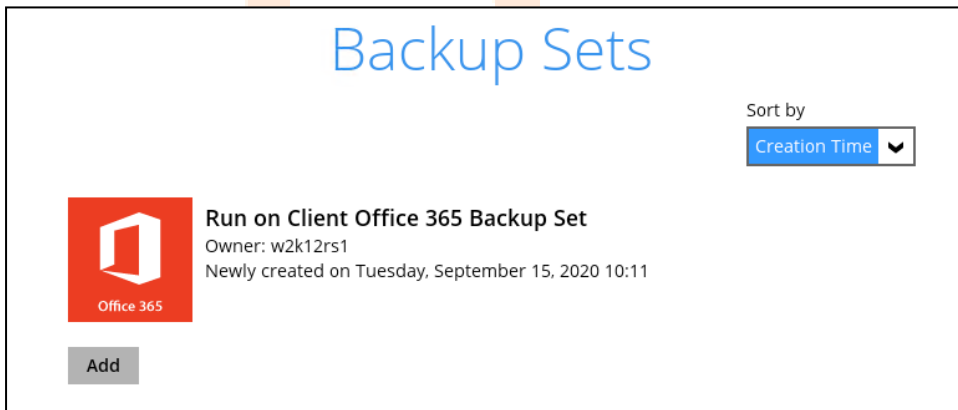 Backup Sets
Sort by
Creation Time
Run on Client Office 365 Backup Set
Owner: w2k12rs1
Newly created on Tuesday, September 15, 2020 10:11
Office 365
Add